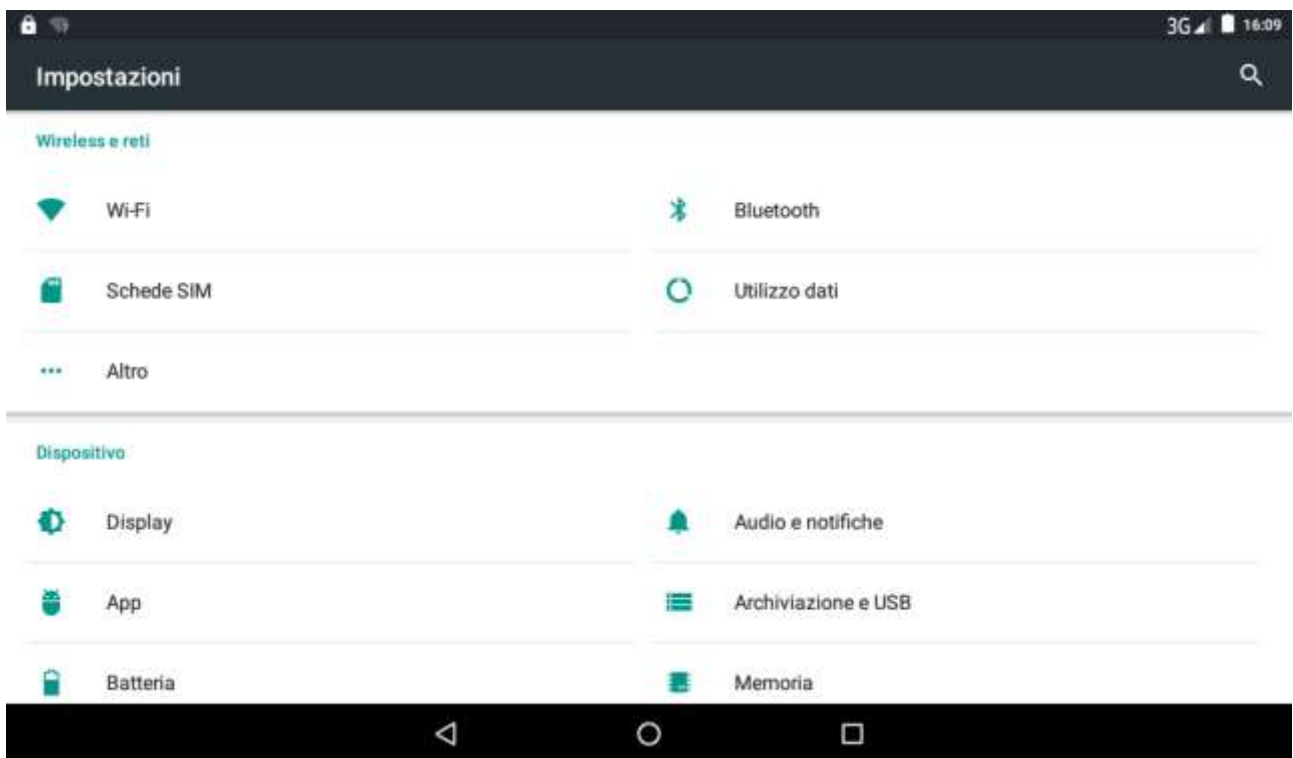 3G 16:09
Impostazioni
Wireless e reti
Wi-Fi Bluetooth
Schede SIM Utilizzo dati
Altro
Dispositivo
Display Audio e notifiche
App Archiviazione e USB
Batteria Memoria